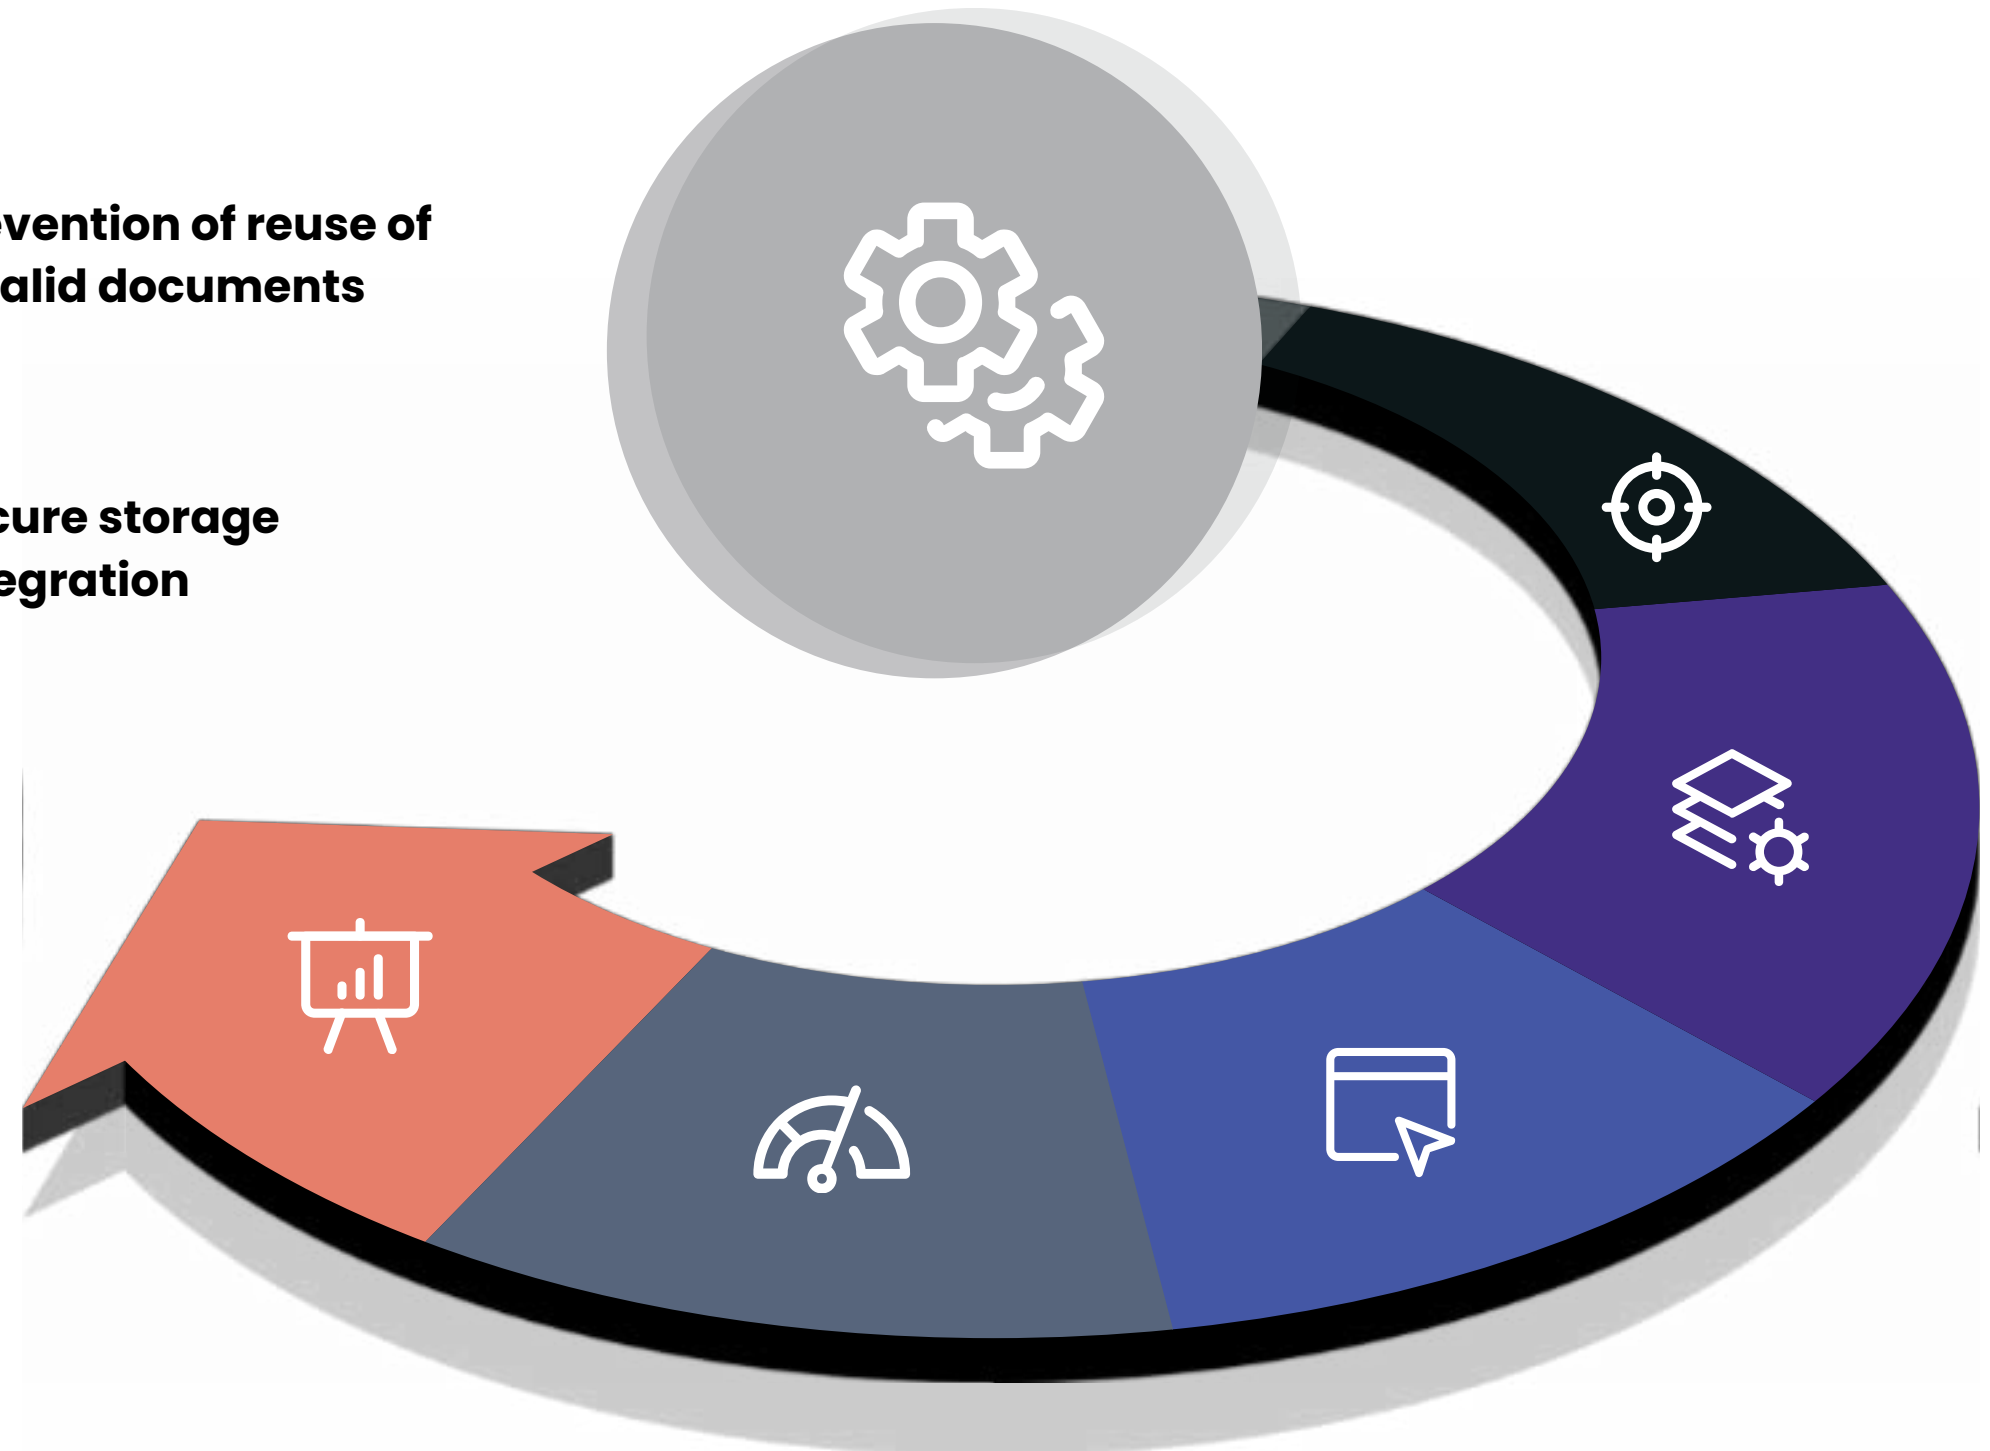 evention of reuse of
alid documents
cure storage
egration